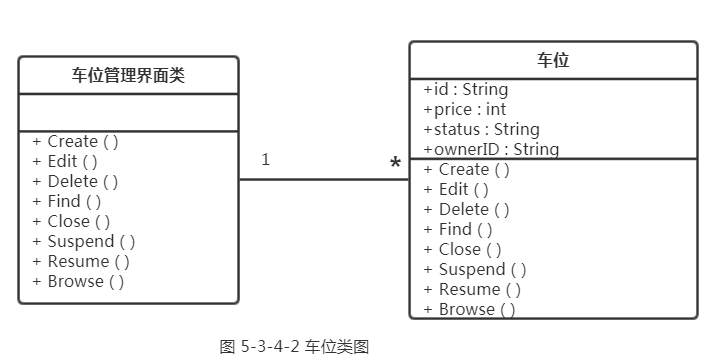 车位管理界面类
+ Create ( )
+ Edit ( )
+ Delete ( )
+ Find ( )
+ Close ( )
+ Suspend ( )
+ Resume ( )
+ Browse ( )
1
*
车位
+id : String
+price : int
+status : String
+ownerID : String
+ Create ( )
+ Edit ( )
+ Delete ( )
+ Find ( )
+ Close ( )
+ Suspend ( )
+ Resume ( )
+ Browse ( )
图 5-3-4-2 车位类图